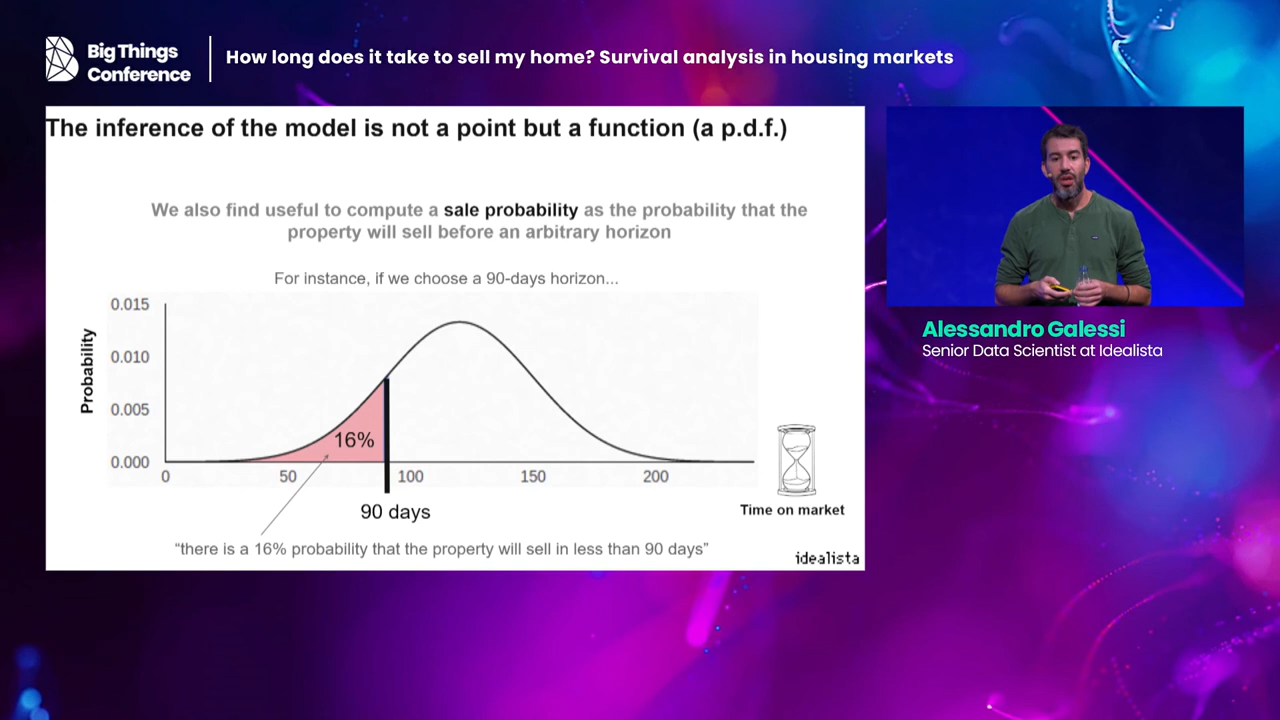 Big Things
Conference
How long does it take to sell my home? Survival analysis in housing markets
The inference of the model is not a point but a function (a p.d.f.)
We also find useful to compute a sale probability as the probability that the
property will sell before an arbitrary horizon
For instance, if we choose a 90-days horizon...
0.015
0.010
0.005
0.000
Probability
16%
0 50 100 150 200
90 days
Time on market
“there is a 16% probability that the property will sell in less than 90 days”
idealista
Alessandro Galessi
Senior Data Scientist at Idealista